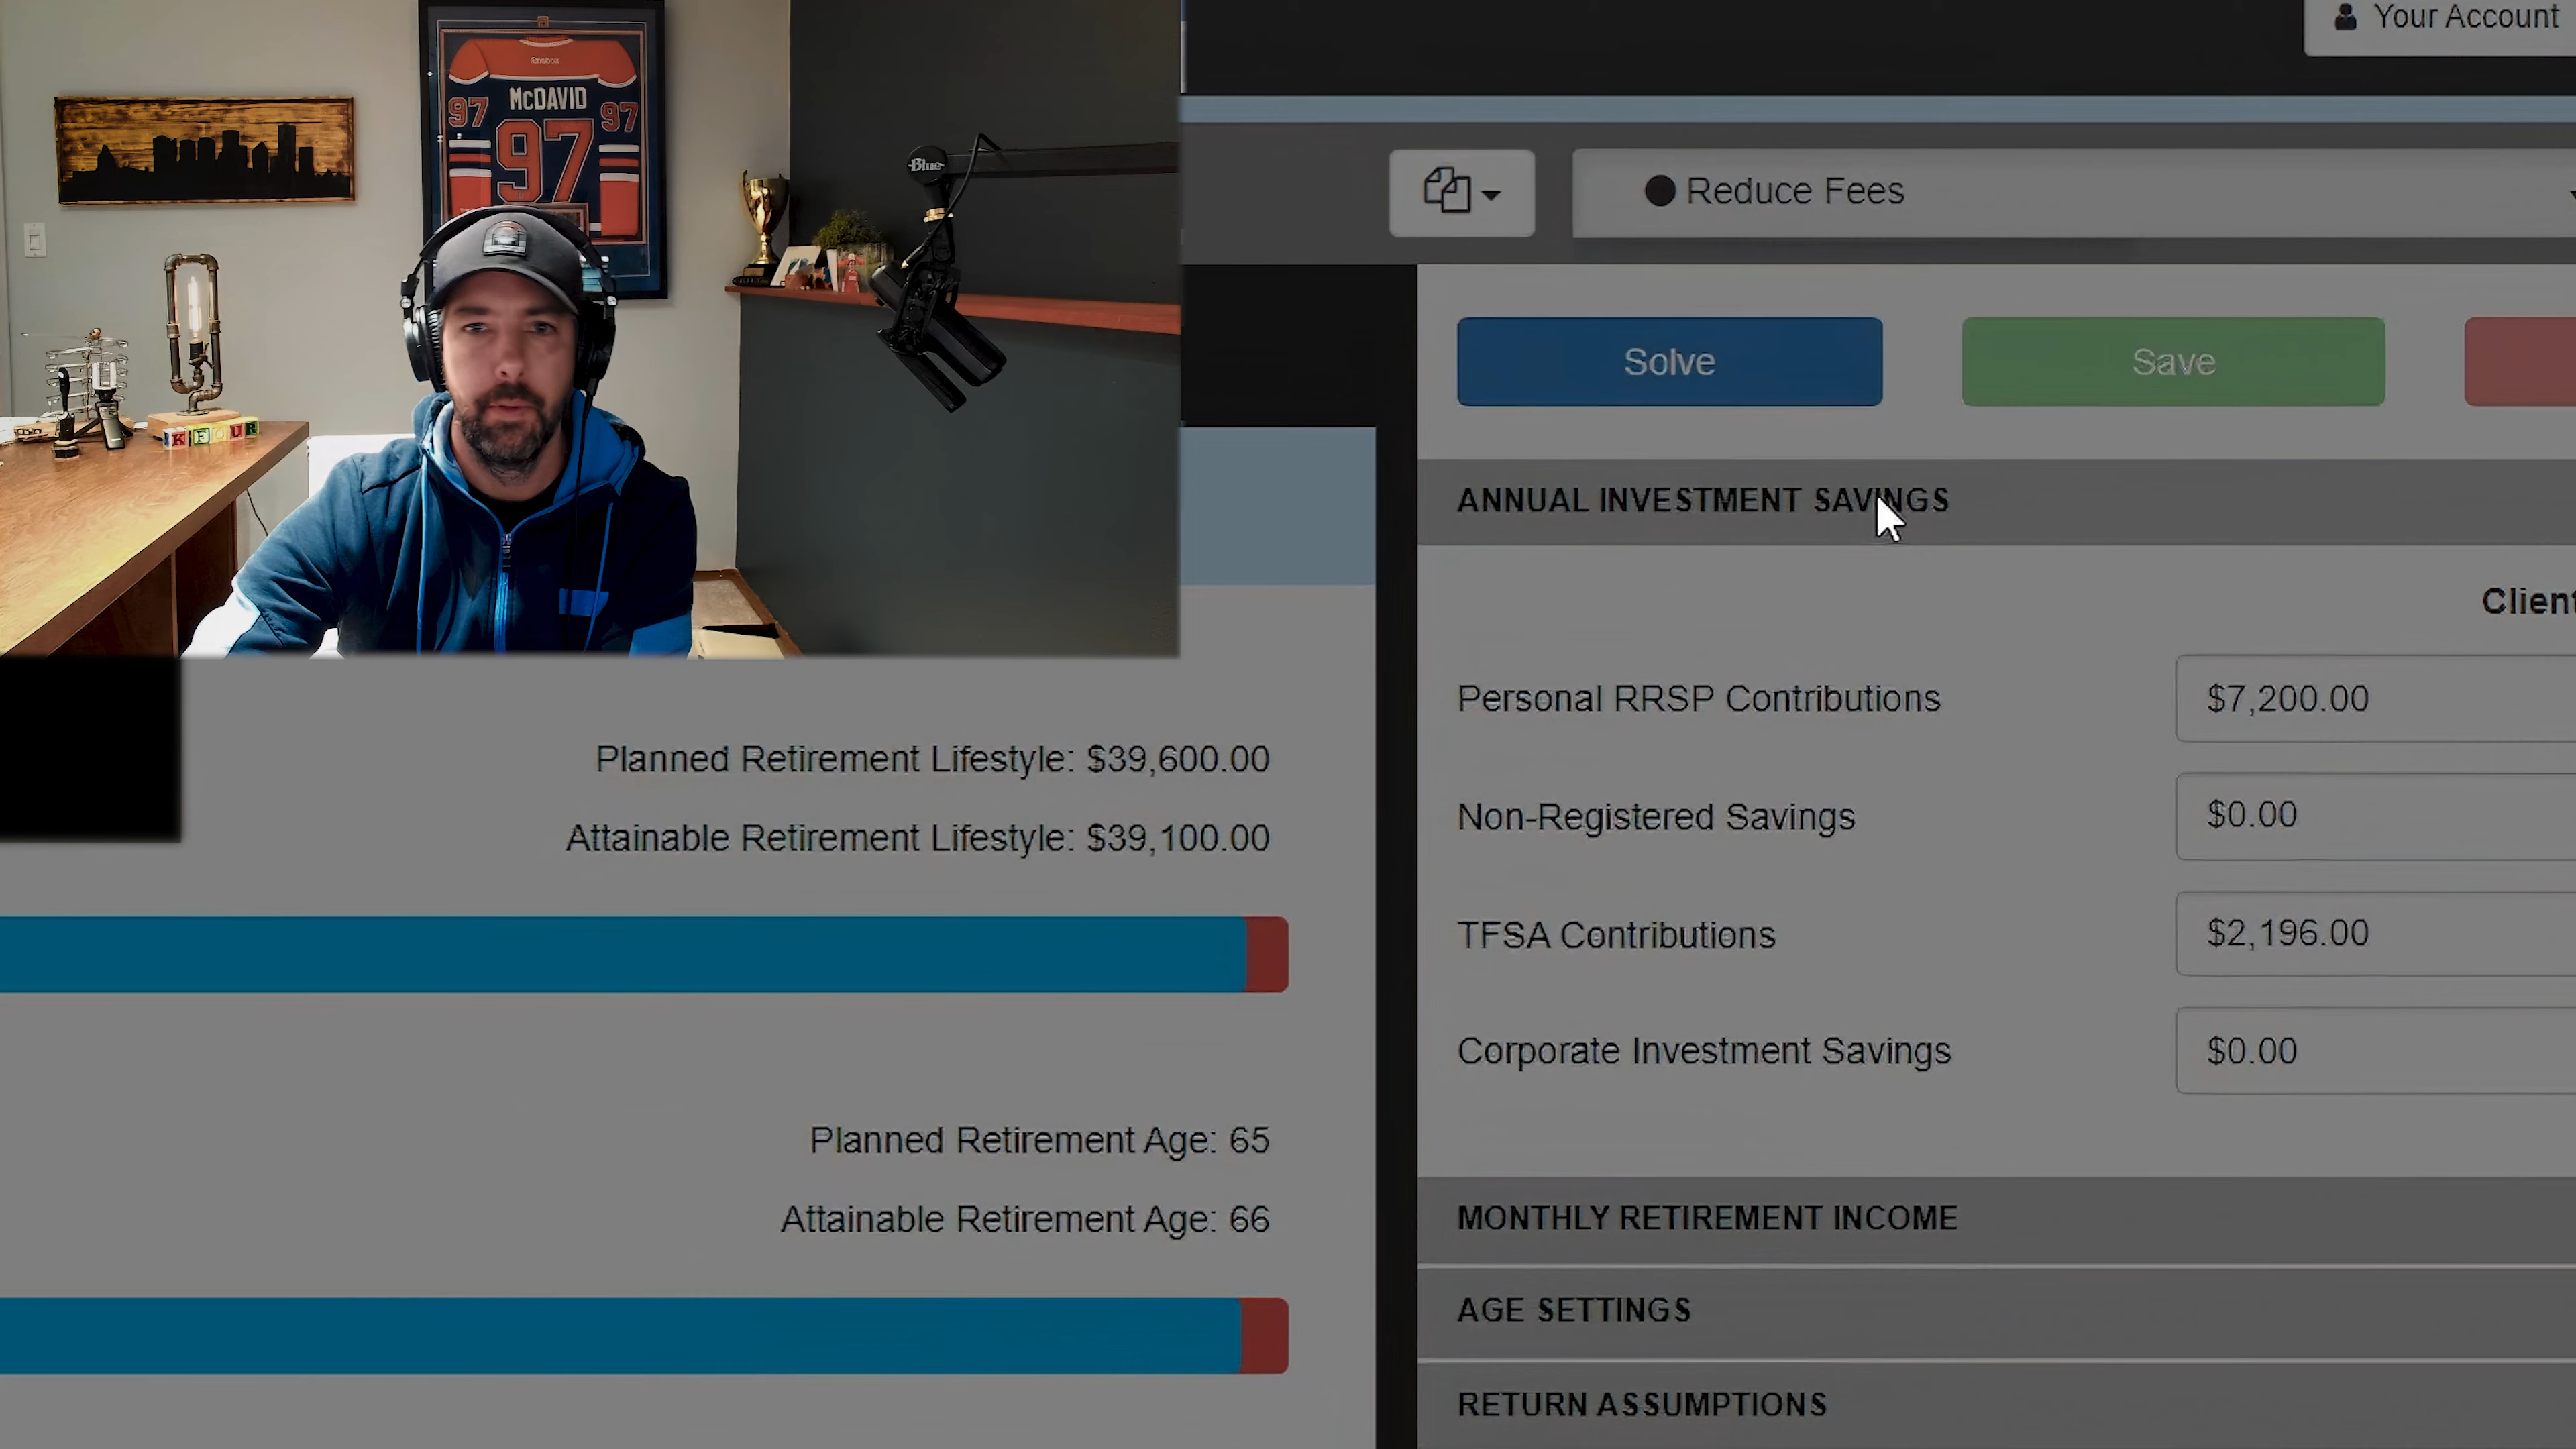 Reebok
McDAVID
97
97
97
Blue
KFOUR
Your Account
Reduce Fees
Solve
Save
ANNUAL INVESTMENT SAVINGS
Client
Personal RRSP Contributions
$7,200.00
Non-Registered Savings
$0.00
TFSA Contributions
$2,196.00
Corporate Investment Savings
$0.00
MONTHLY RETIREMENT INCOME
AGE SETTINGS
RETURN ASSUMPTIONS
Planned Retirement Lifestyle: $39,600.00
Attainable Retirement Lifestyle: $39,100.00
Planned Retirement Age: 65
Attainable Retirement Age: 66